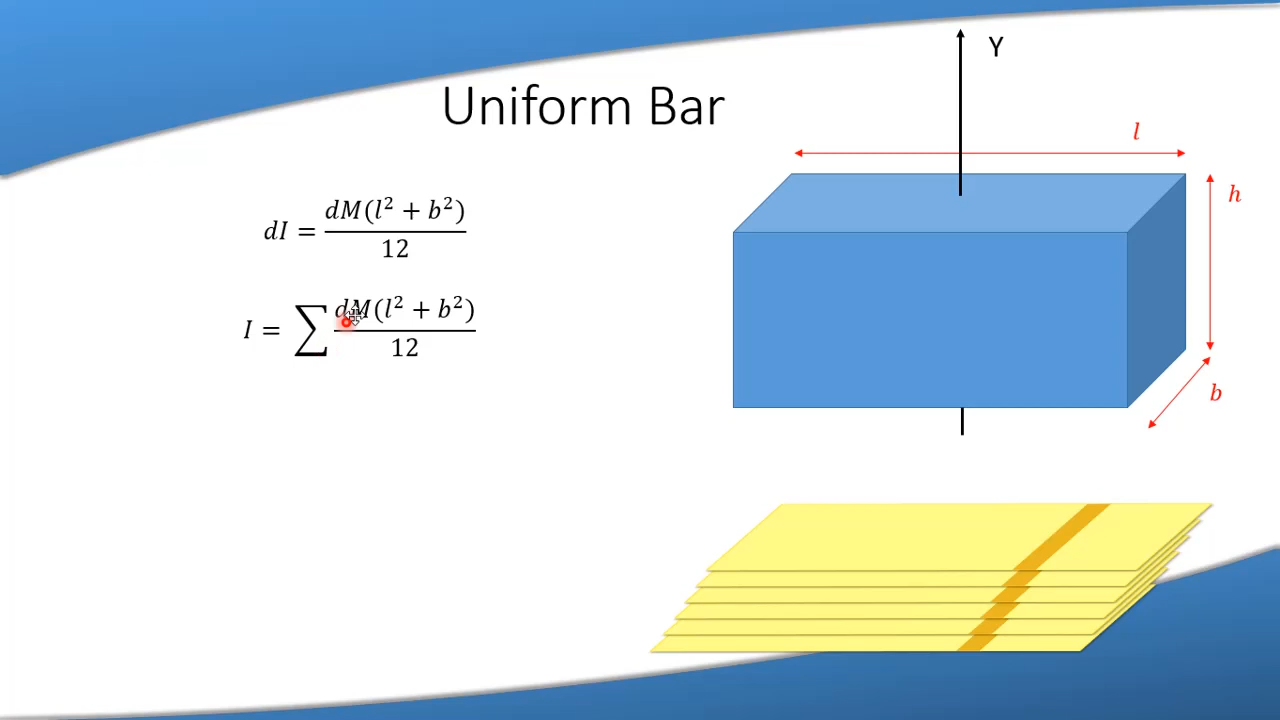 Uniform Bar
Y
l
h
b
dI = dM(l² + b²) / 12
I = ∑ dM(l² + b²) / 12